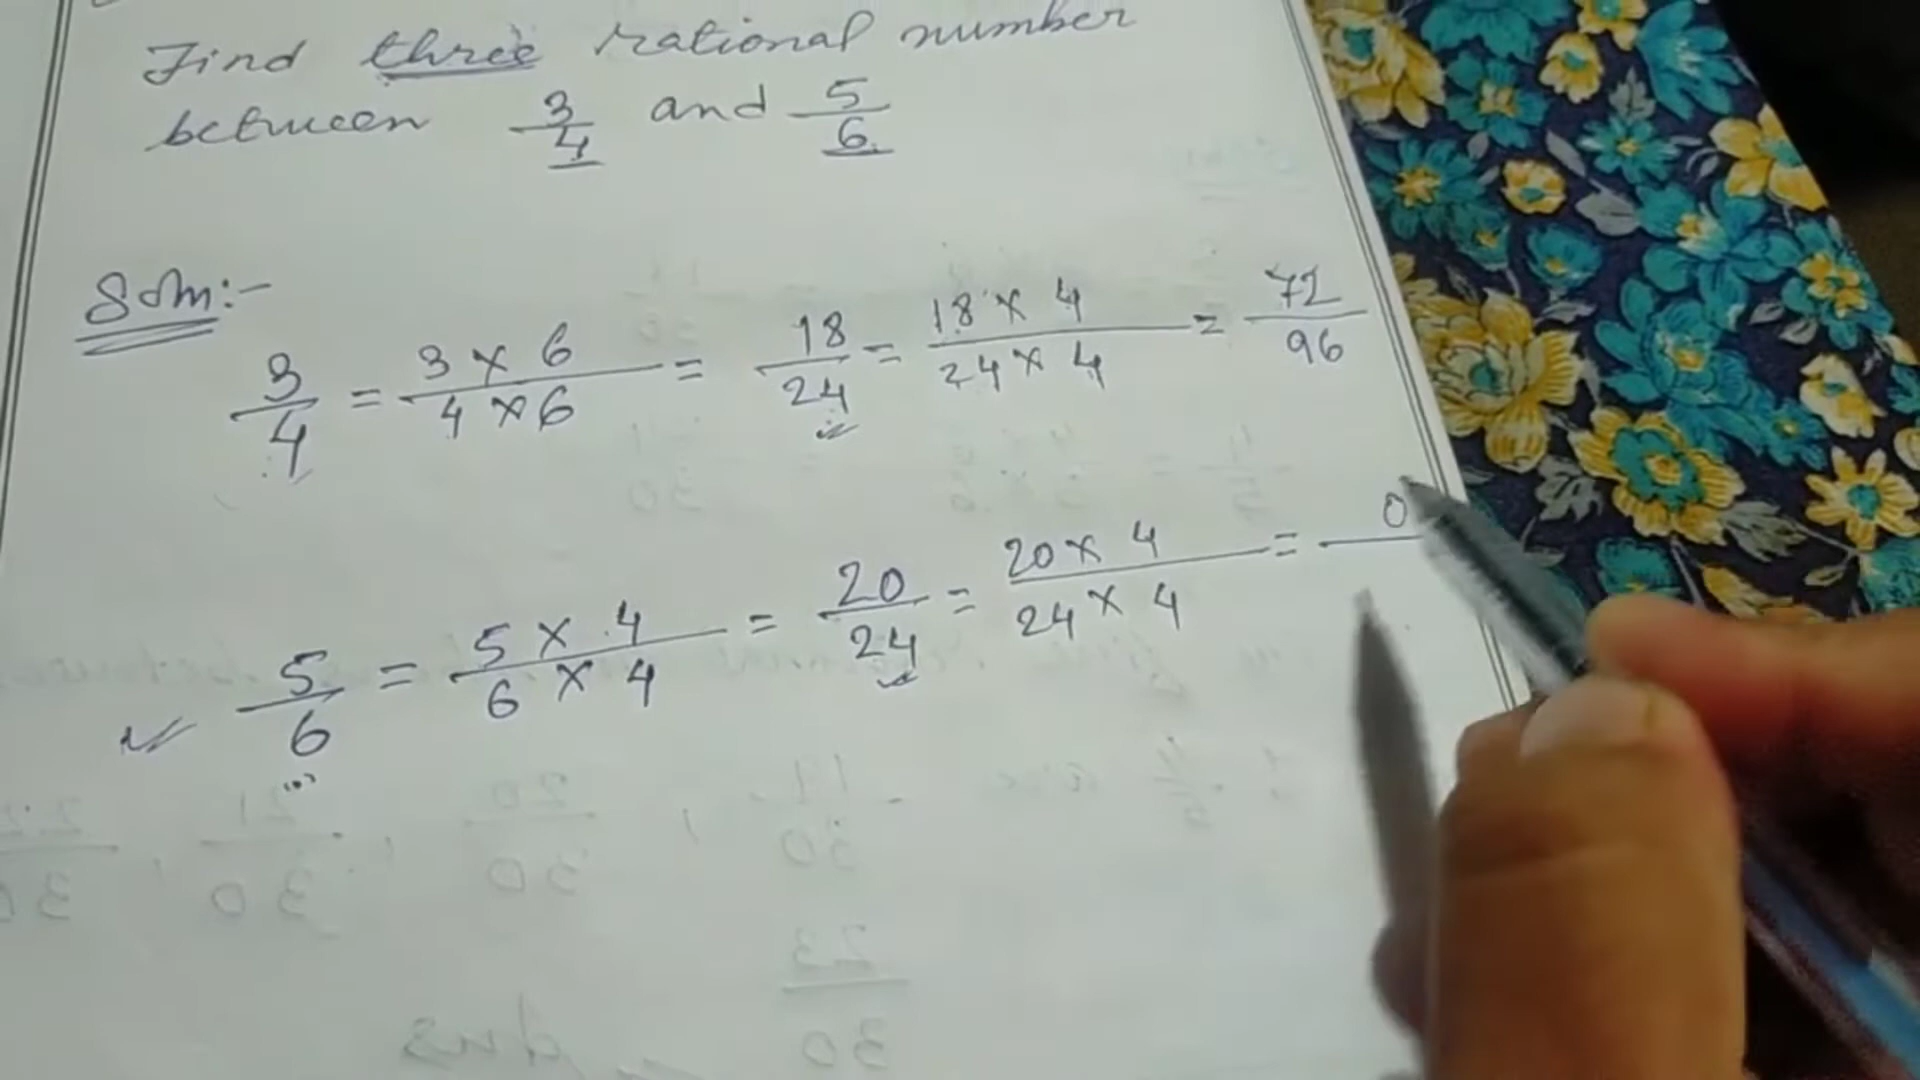 Find three rational number
between 3/4 and 5/6
Soln:-
3/4 = 3 × 6 / 4 × 6 = 18/24 = 18 × 4 / 24 × 4 = 72/96
5/6 = 5 × 4 / 6 × 4 = 20/24 = 20 × 4 / 24 × 4 = 0